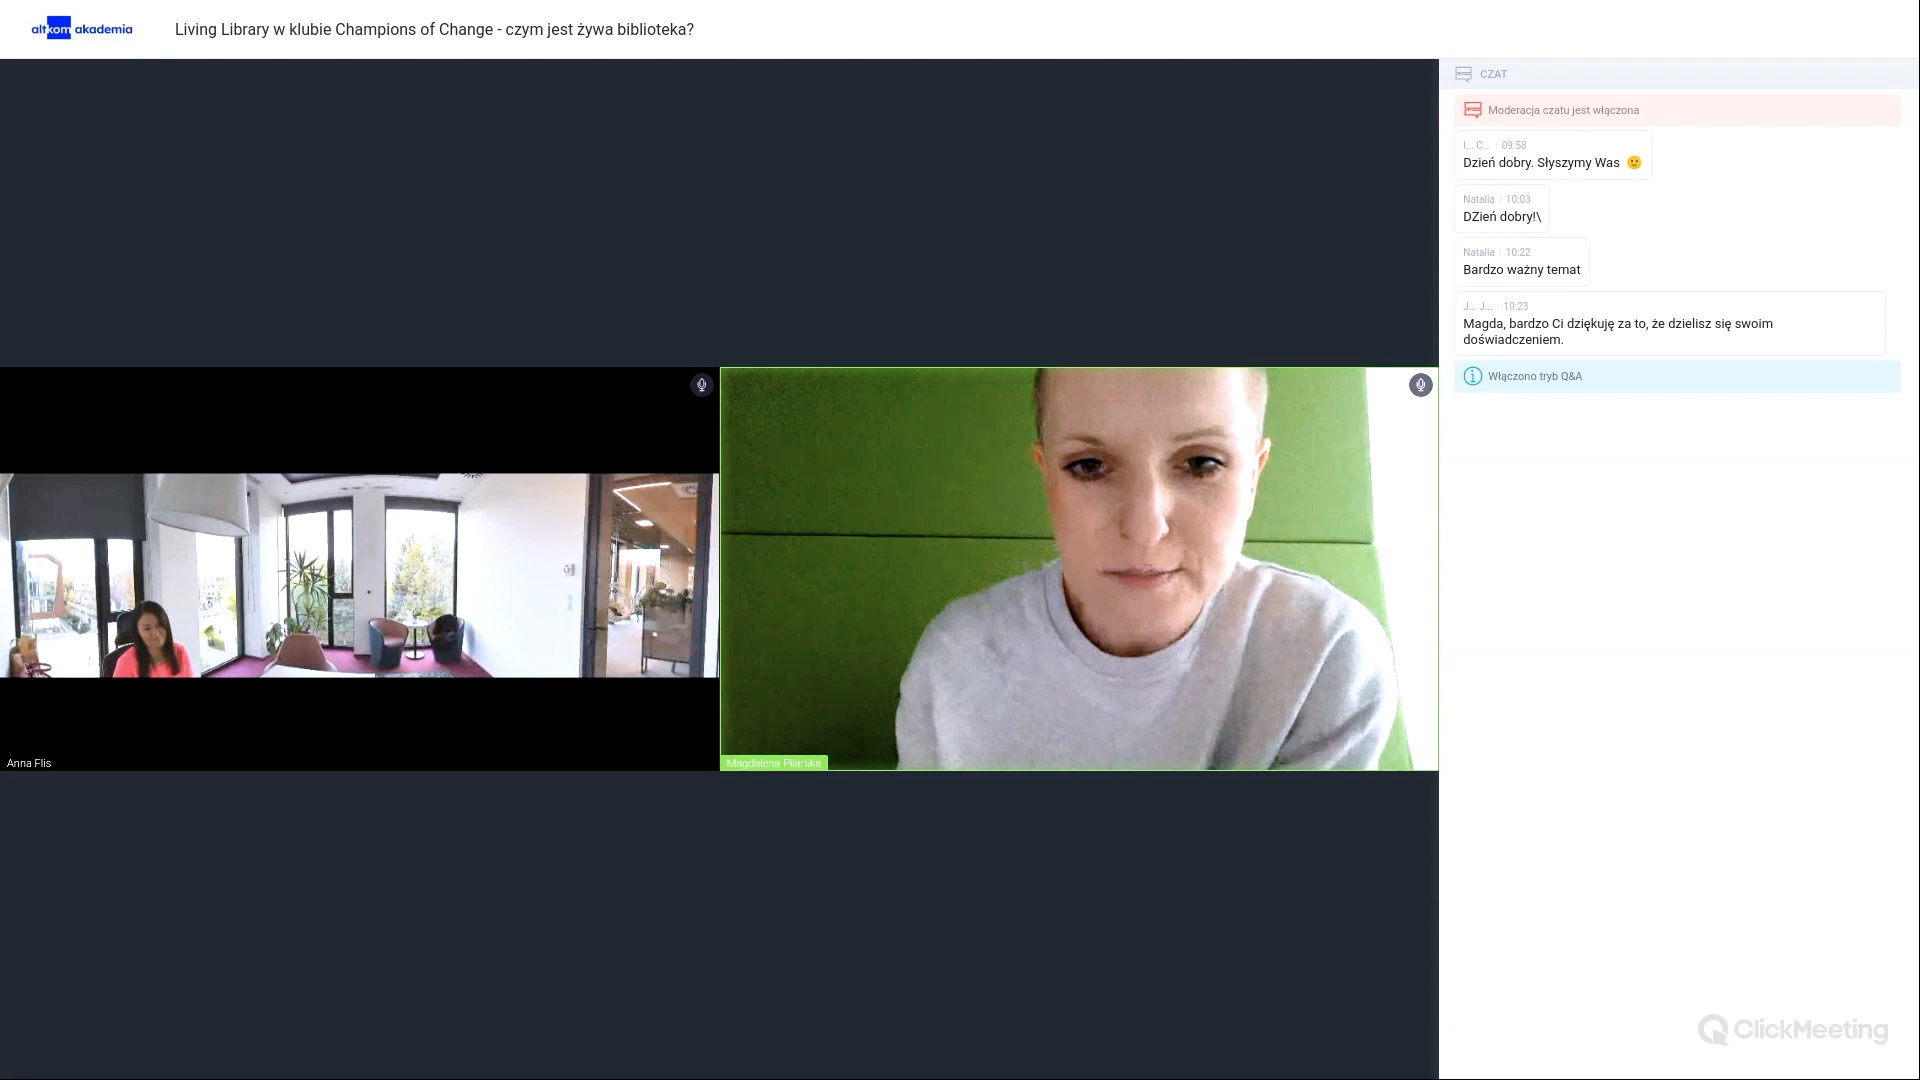 altkom akademia
Living Library w klubie Champions of Change - czym jest żywa biblioteka?
CZAT
Moderacja czatu jest włączona
I... C... 09:58
Dzień dobry. Słyszymy Was 🙂
Natalia 10:03
DZień dobry!\
Natalia 10:22
Bardzo ważny temat
J... J... 10:23
Magda, bardzo Ci dziękuję za to, że dzielisz się swoim
doświadczeniem.
Włączono tryb Q&A
Anna Flis
Magdalena Pilarska
ClickMeeting